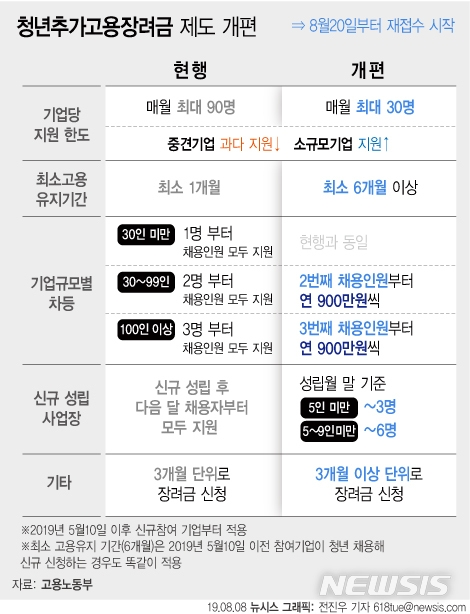 청년추가고용장려금 제도 개편
⇒ 8월20일부터 재접수 시작
현행
개편
기업당
지원 한도
매월 최대 90명
매월 최대 30명
중견기업 과다 지원↓
소규모기업 지원↑
최소고용
유지기간
최소 1개월
최소 6개월 이상
기업규모별
차등
30인 미만
1명 부터
채용인원 모두 지원
현행과 동일
30~99인
2명 부터
채용인원 모두 지원
2번째 채용인원부터
연 900만원씩
100인 이상
3명 부터
채용인원 모두 지원
3번째 채용인원부터
연 900만원씩
신규 성립
사업장
신규 성립 후
다음 달 채용자부터
모두 지원
성립월 말 기준
5인 미만 ~3명
5~9인미만 ~6명
기타
3개월 단위로
장려금 신청
3개월 이상 단위로
장려금 신청
※2019년 5월10일 이후 신규참여 기업부터 적용
※최소 고용유지 기간(6개월)은 2019년 5월10일 이전 참여기업이 청년 채용해
신규 신청하는 경우도 똑같이 적용
자료: 고용노동부
NEWSIS
19.08.08 뉴시스 그래픽: 전진우 기자 618tue@newsis.com